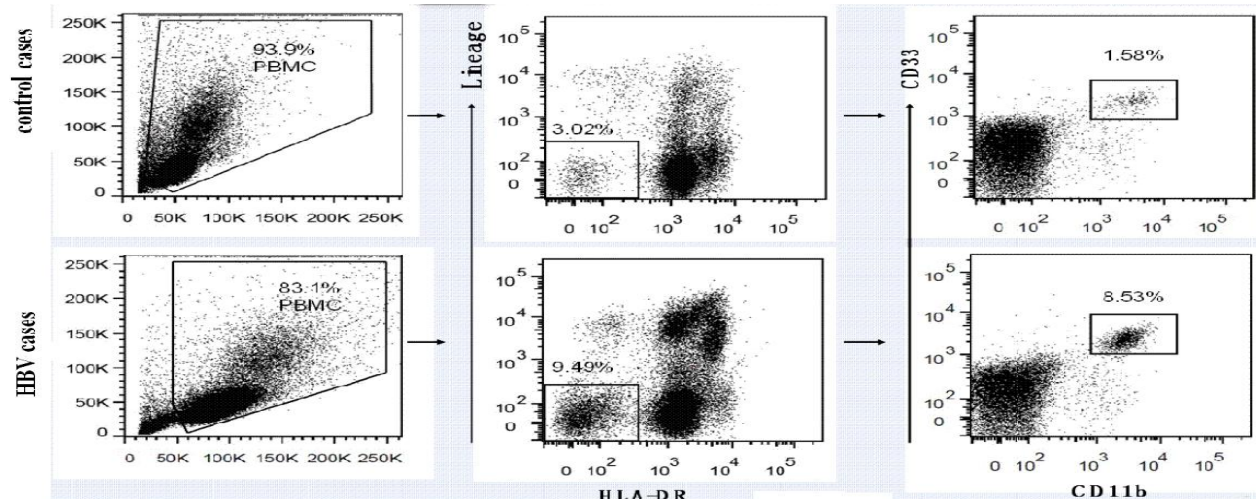 control cases
250K
200K
150K
100K
50K
0
93.9%
PBMC
0 50K 100K 150K 200K 250K
Lineage
10^5
10^4
10^3
10^2
0
3.02%
0 10^2 10^3 10^4 10^5
CD33
10^5
10^4
10^3
10^2
0
1.58%
0 10^2 10^3 10^4 10^5
HBV cases
250K
200K
150K
100K
50K
0
83.1%
PBMC
0 50K 100K 150K 200K 250K
10^5
10^4
10^3
10^2
0
9.49%
0 10^2 10^3 10^4 10^5
HLA-DR
10^5
10^4
10^3
10^2
0
8.53%
0 10^2 10^3 10^4 10^5
CD11b